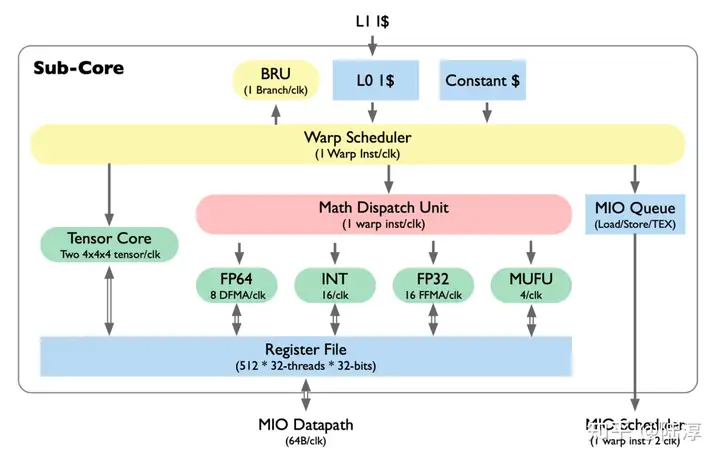 L1 I$
Sub-Core
BRU
(1 Branch/clk)
L0 1$
Constant $
Warp Scheduler
(1 Warp Inst/clk)
Math Dispatch Unit
(1 warp inst/clk)
MIO Queue
(Load/Store/TEX)
Tensor Core
Two 4x4x4 tensor/clk
FP64
8 DFMA/clk
INT
16/clk
FP32
16 FFMA/clk
MUFU
4/clk
Register File
(512 * 32-threads * 32-bits)
MIO Datapath
(64B/clk)
MIO Scheduler
(1 warp inst / 2 clk)
知乎 @陆淳